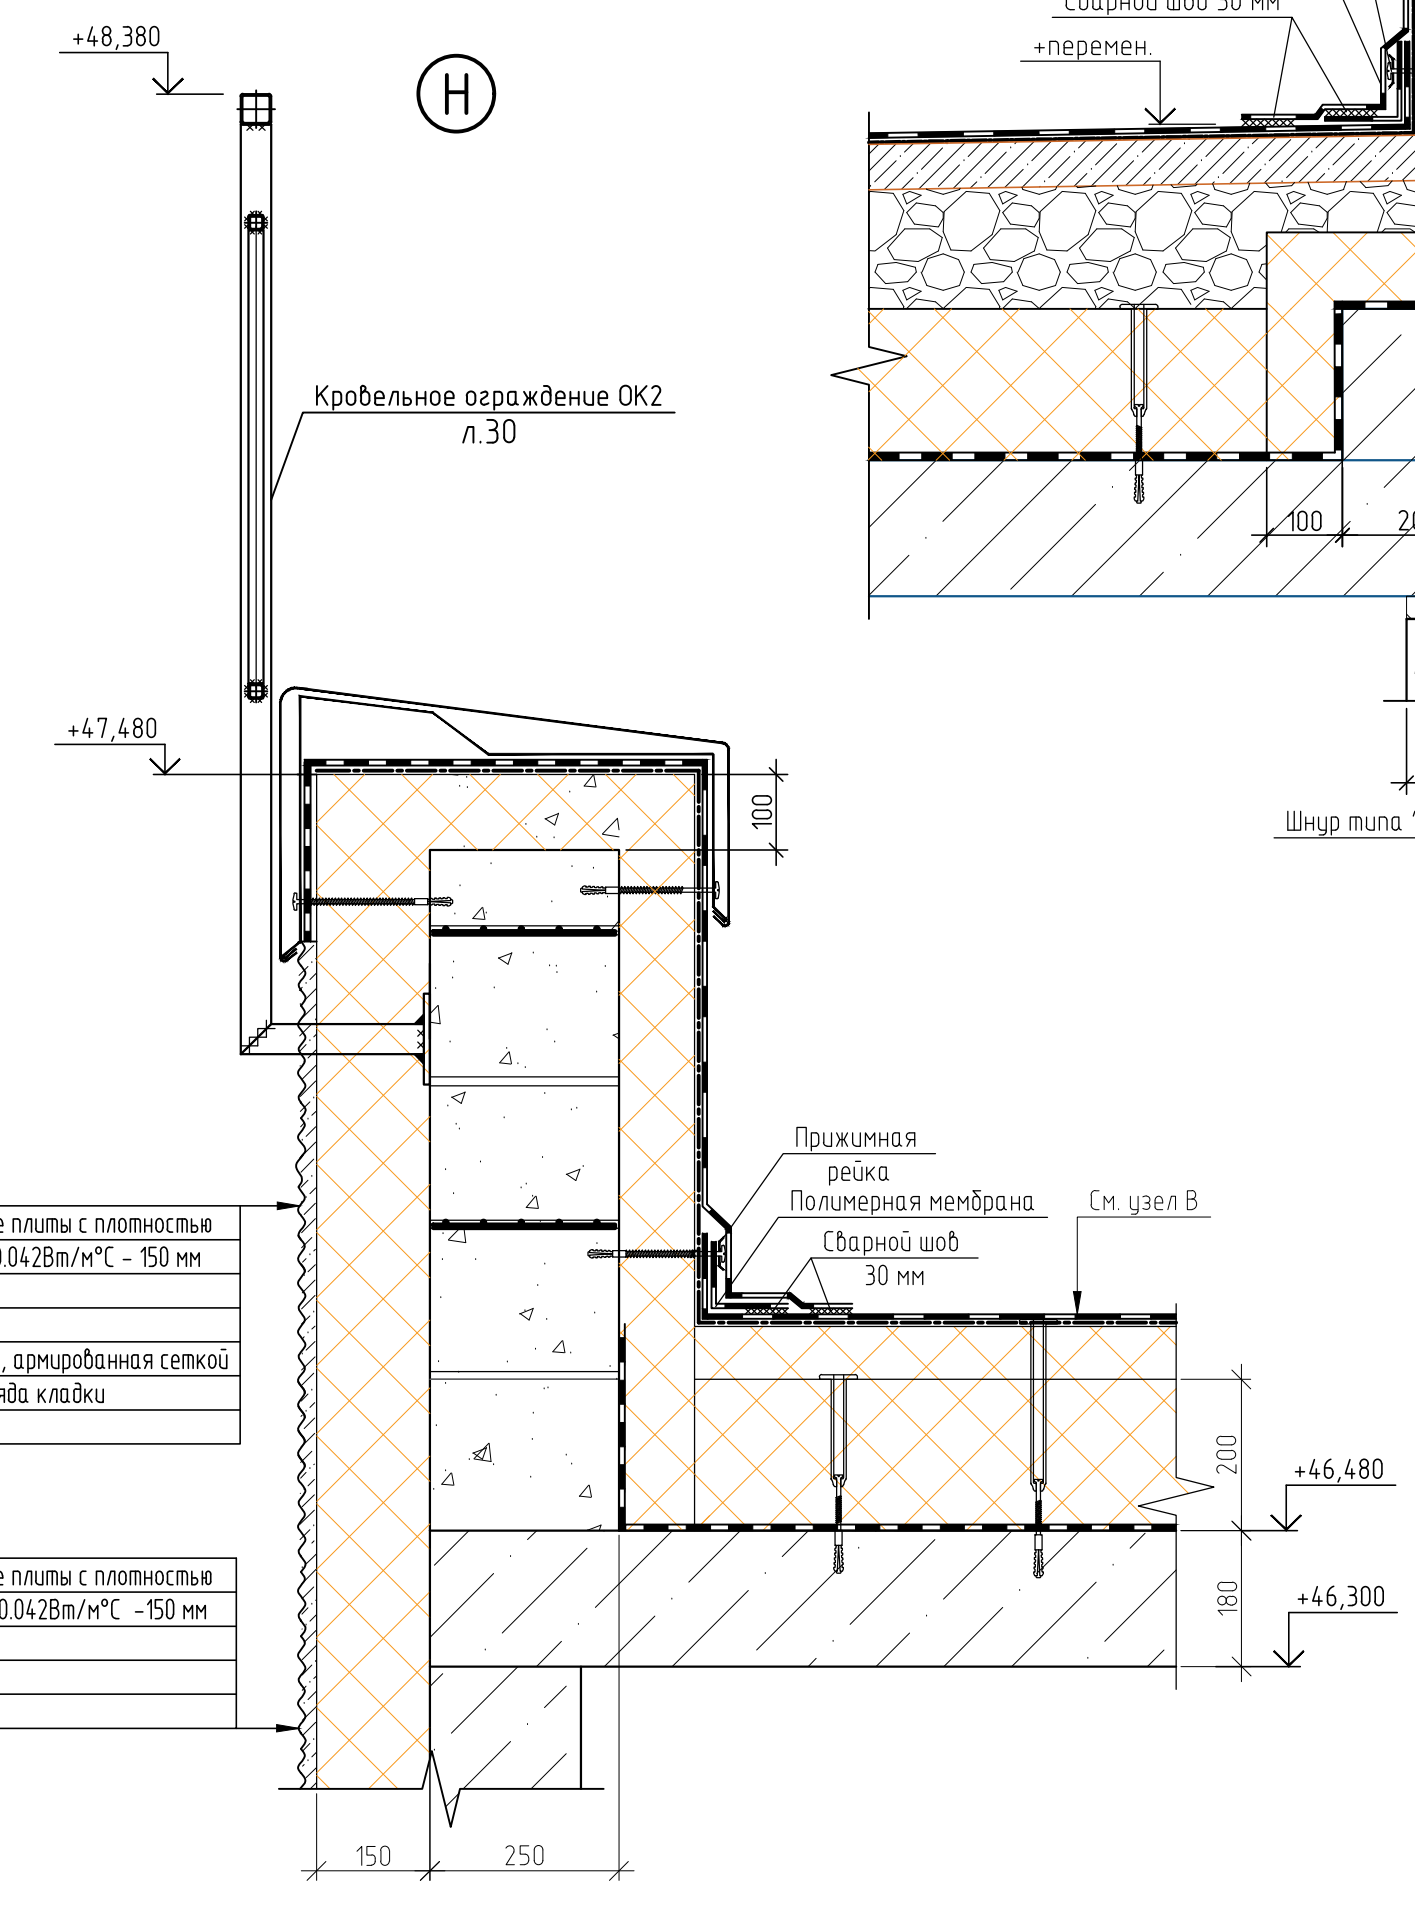 +48,380
Н
Сварной шов 30 мм
+перемен.
Кровельное ограждение ОК2
л.30
100
+47,480
100
Шнур типа
Прижимная
рейка
Полимерная мембрана
См. узел В
Сварной шов
30 мм
е плиты с плотностью
0.042Вт/м°С - 150 мм
, армированная сеткой
яда кладки
200
+46,480
е плиты с плотностью
0.042Вт/м°С -150 мм
180
+46,300
150
250